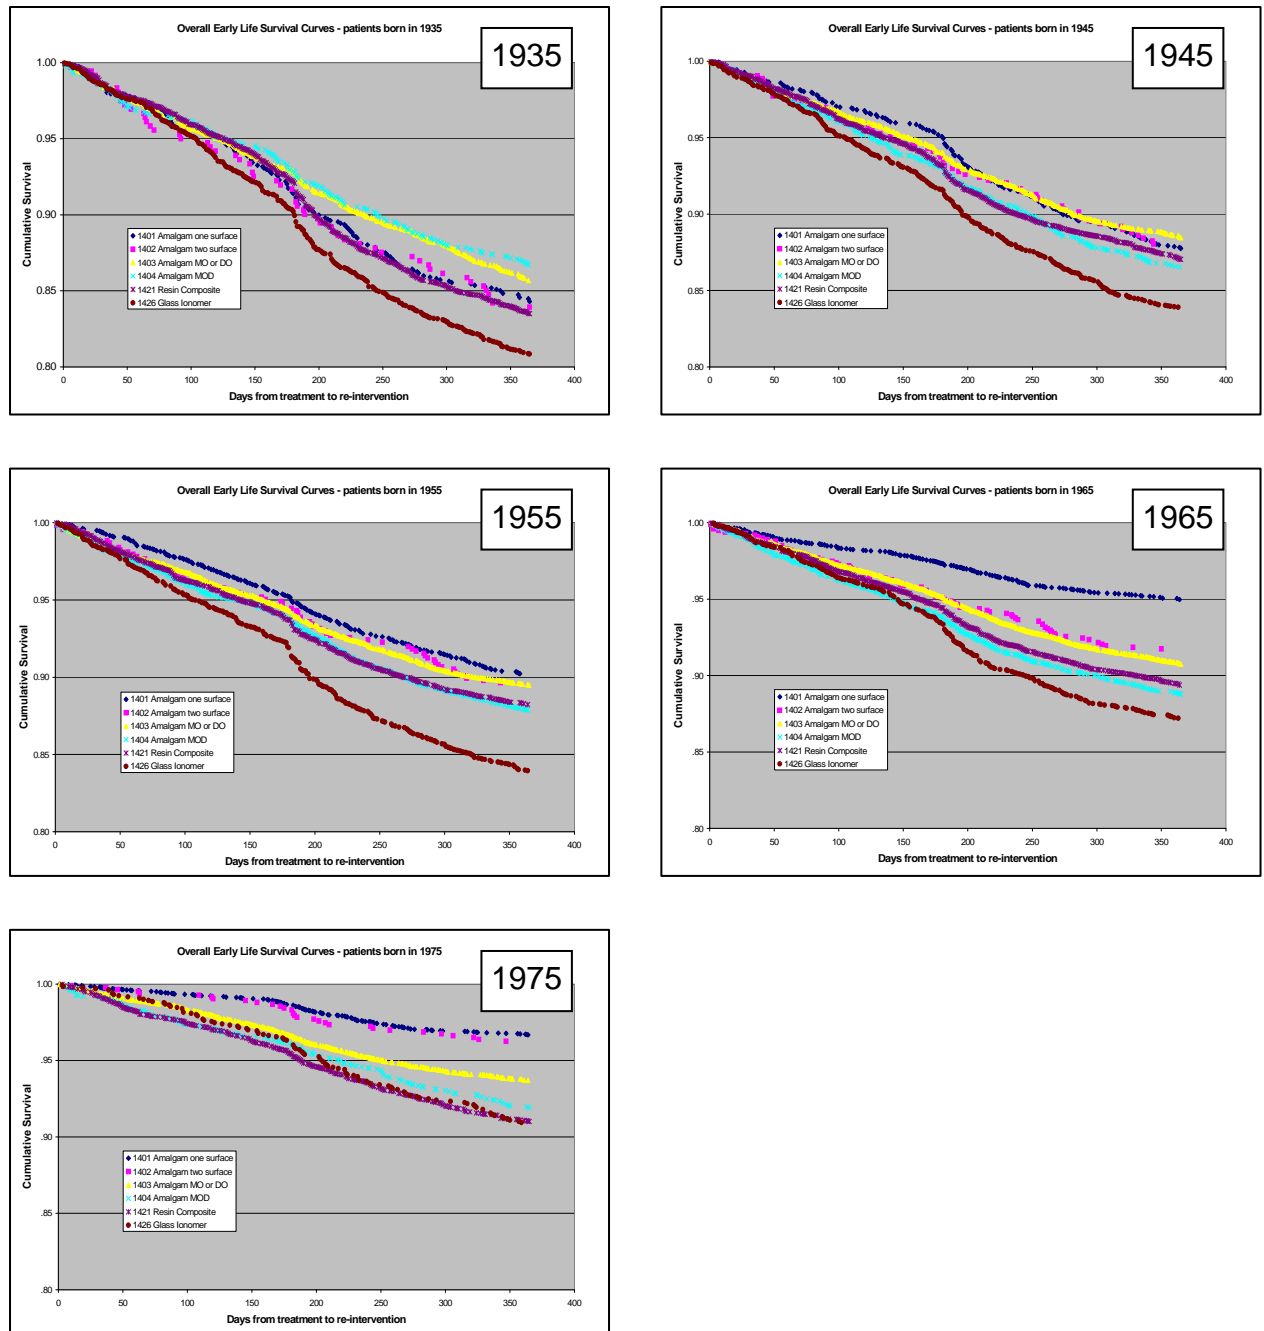 Overall Early Life Survival Curves - patients born in 1935
1935
1.00
0.95
0.90
0.85
0.80
Cumulative Survival
1401 Amalgam one surface
1402 Amalgam two surface
1403 Amalgam MO or DO
1404 Amalgam MOD
1421 Resin Composite
1426 Glass Ionomer
0 50 100 150 200 250 300 350 400
Days from treatment to re-intervention
Overall Early Life Survival Curves - patients born in 1945
1945
1.00
0.95
0.90
0.85
0.80
Cumulative Survival
1401 Amalgam one surface
1402 Amalgam two surface
1403 Amalgam MO or DO
1404 Amalgam MOD
1421 Resin Composite
1426 Glass Ionomer
0 50 100 150 200 250 300 350 400
Days from treatment to re-intervention
Overall Early Life Survival Curves - patients born in 1955
1955
1.00
0.95
0.90
0.85
0.80
Cumulative Survival
1401 Amalgam one surface
1402 Amalgam two surface
1403 Amalgam MO or DO
1404 Amalgam MOD
1421 Resin Composite
1426 Glass Ionomer
0 50 100 150 200 250 300 350 400
Days from treatment to re-intervention
Overall Early Life Survival Curves - patients born in 1965
1965
1.00
.95
.90
.85
.80
Cumulative Survival
1401 Amalgam one surface
1402 Amalgam two surface
1403 Amalgam MO or DO
1404 Amalgam MOD
1421 Resin Composite
1426 Glass Ionomer
0 50 100 150 200 250 300 350 400
Days from treatment to re-intervention
Overall Early Life Survival Curves - patients born in 1975
1975
1.00
.95
.90
.85
.80
Cumulative Survival
1401 Amalgam one surface
1402 Amalgam two surface
1403 Amalgam MO or DO
1404 Amalgam MOD
1421 Resin Composite
1426 Glass Ionomer
0 50 100 150 200 250 300 350 400
Days from treatment to re-intervention